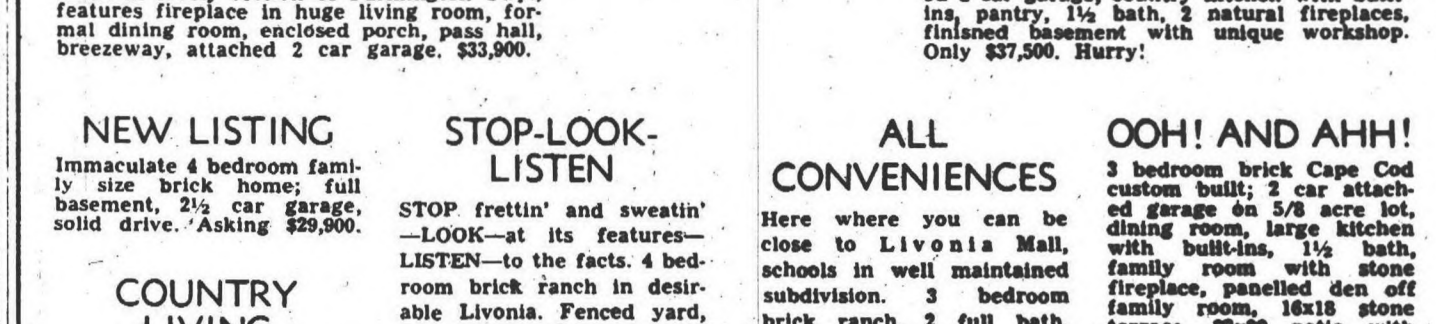 features fireplace in huge living room, for-
mal dining room, enclosed porch, pass hall,
breezeway, attached 2 car garage. $33,900.
ins, pantry, 1½ bath, 2 natural fireplaces,
finisned basement with unique workshop.
Only $37,500. Hurry!
NEW LISTING
Immaculate 4 bedroom fami-
ly size brick home; full
basement, 2½ car garage,
solid drive. Asking $29,900.
COUNTRY
LIVING
STOP-LOOK-
LISTEN
STOP frettin' and sweatin'
—LOOK—at its features—
LISTEN—to the facts. 4 bed-
room brick ranch in desir-
able Livonia. Fenced yard,
ALL
CONVENIENCES
Here where you can be
close to Livonia Mall,
schools in well maintained
subdivision. 3 bedroom
brick ranch 2 full bath,
OOH! AND AHH!
3 bedroom brick Cape Cod
custom built; 2 car attach-
ed garage on 5/8 acre lot,
dining room, large kitchen
with built-ins, 1½ bath,
family room with stone
fireplace, panelled den off
family room, 16x18 stone